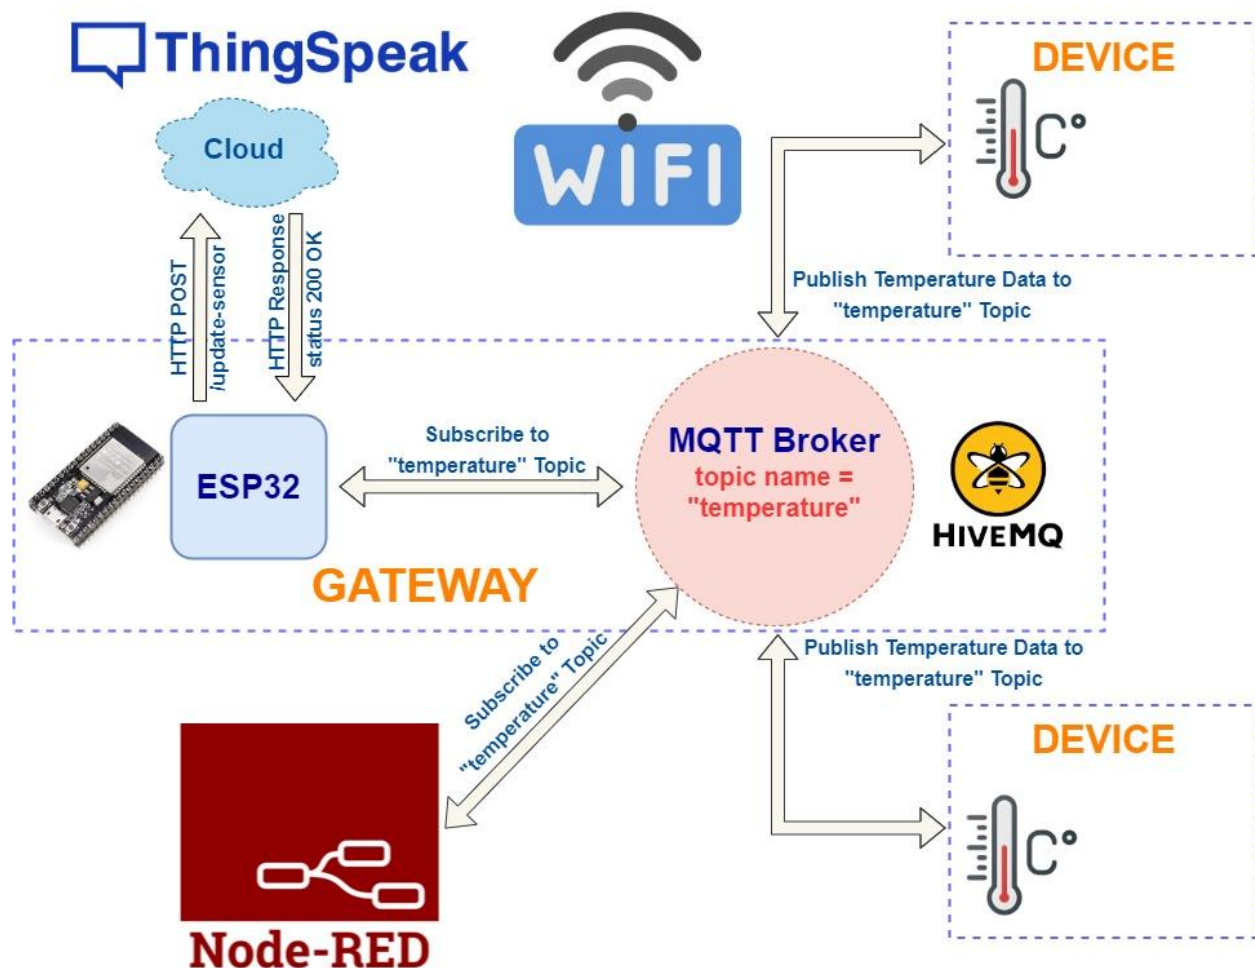 ThingSpeak
Cloud
WIFI
DEVICE
C°
HTTP POST
/update-sensor
HTTP Response
status 200 OK
Publish Temperature Data to
"temperature" Topic
ESP32
Subscribe to
"temperature" Topic
MQTT Broker
topic name =
"temperature"
HIVEMQ
GATEWAY
Subscribe to
"temperature" Topic
Publish Temperature Data to
"temperature" Topic
DEVICE
C°
Node-RED